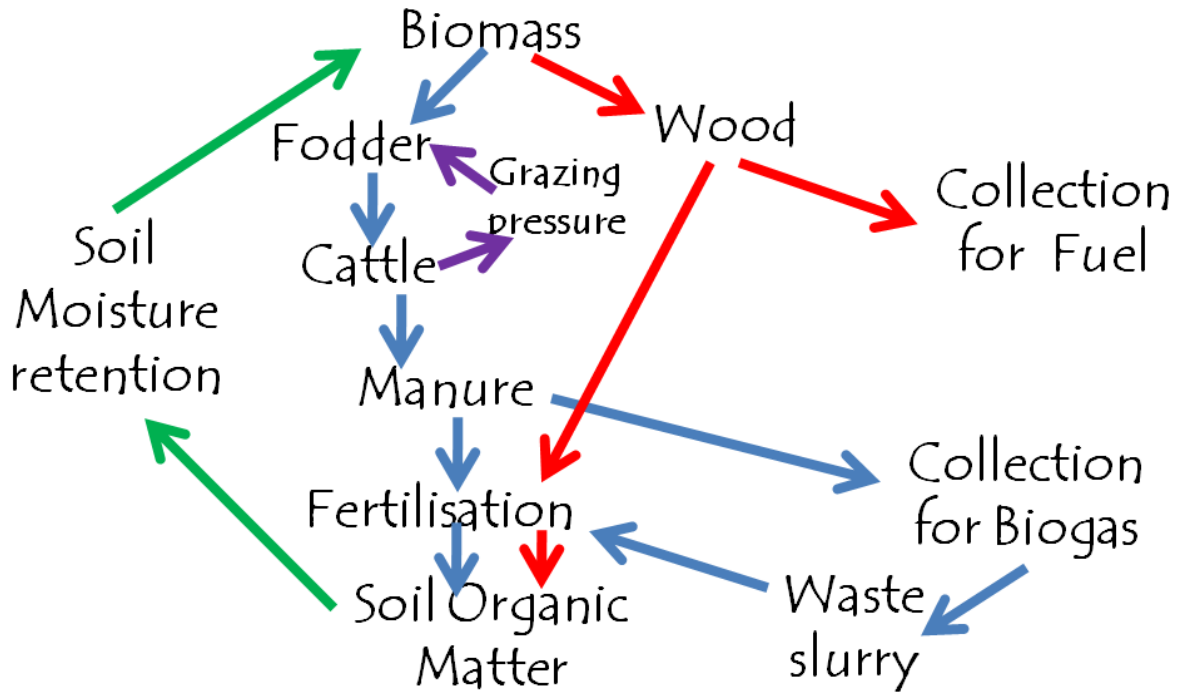 Biomass
Wood
Fodder
Grazing
pressure
Collection
for Fuel
Soil
Moisture
retention
Cattle
Manure
Collection
for Biogas
Fertilisation
Waste
slurry
Soil Organic
Matter